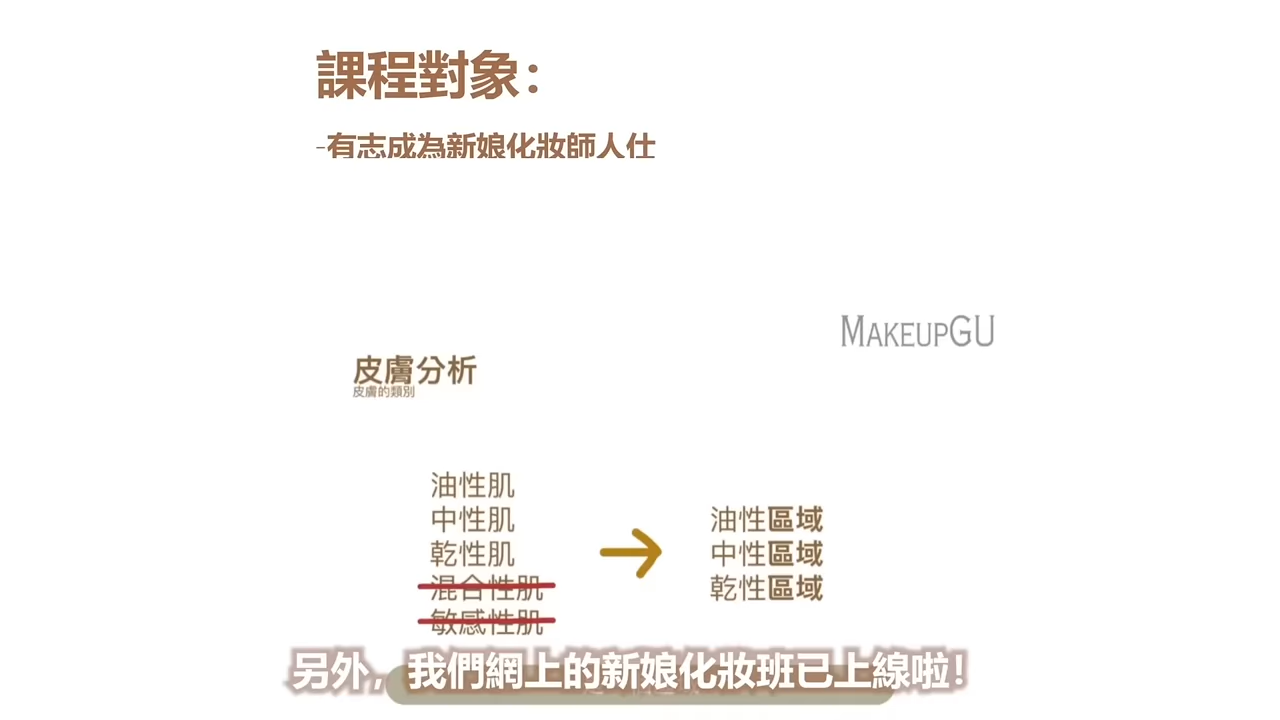 課程對象：
-有志成為新娘化妝師人仕
MAKEUPGU
皮膚分析
皮膚的類別
油性肌
中性肌
乾性肌
混合性肌
敏感性肌
油性區域
中性區域
乾性區域
另外，我們網上的新娘化妝班已上線啦！